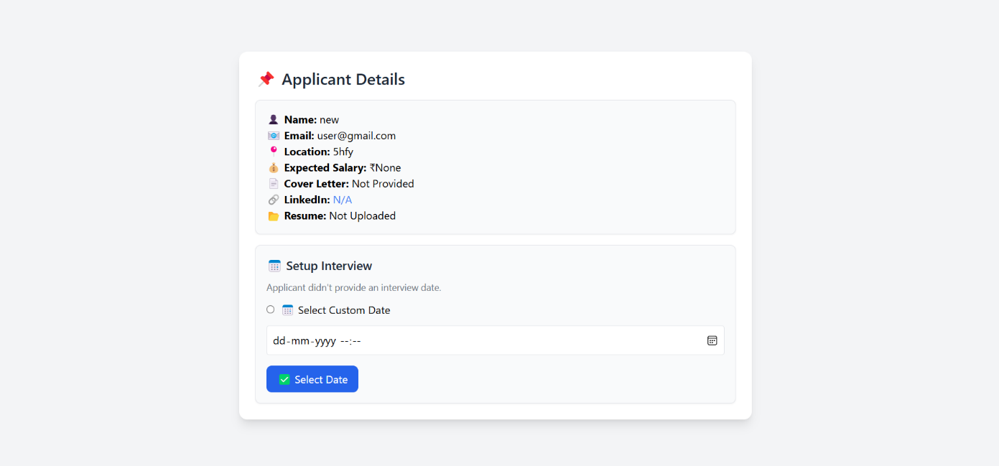 Applicant Details
Name: new
Email: user@gmail.com
Location: 5hfy
Expected Salary: ₹None
Cover Letter: Not Provided
LinkedIn: N/A
Resume: Not Uploaded
Setup Interview
Applicant didn't provide an interview date.
Select Custom Date
dd-mm-yyyy --:--
Select Date